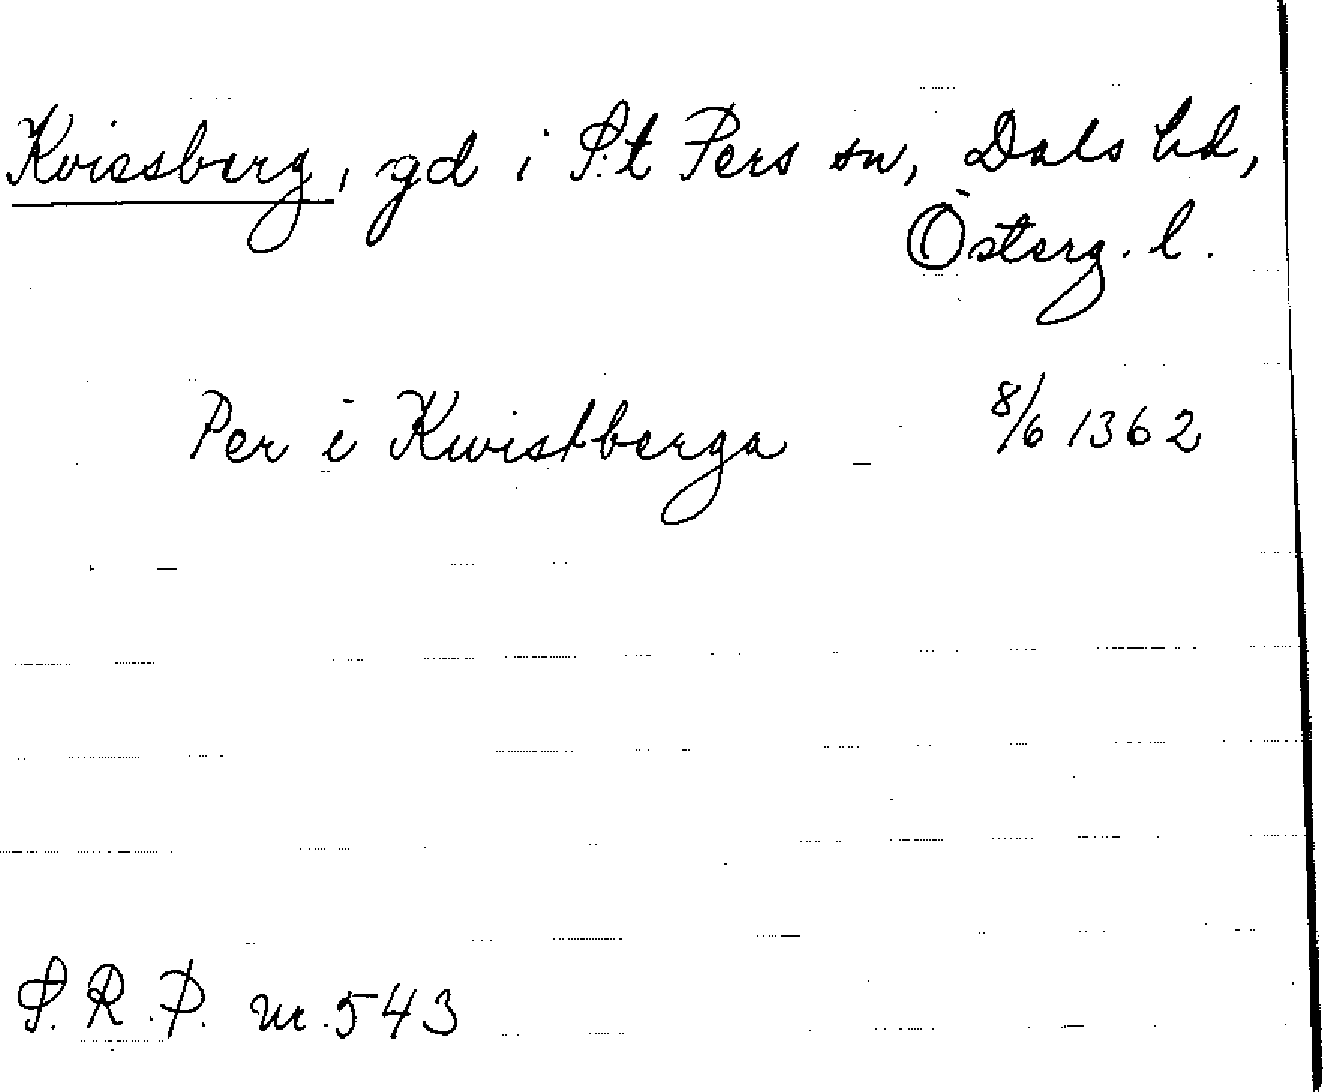 Kvissberg, gd i S:t Pers sn, Dals hd,
Österg. l.
Per i Kwistberga 8/6 1362
S.R.P. nr. 543